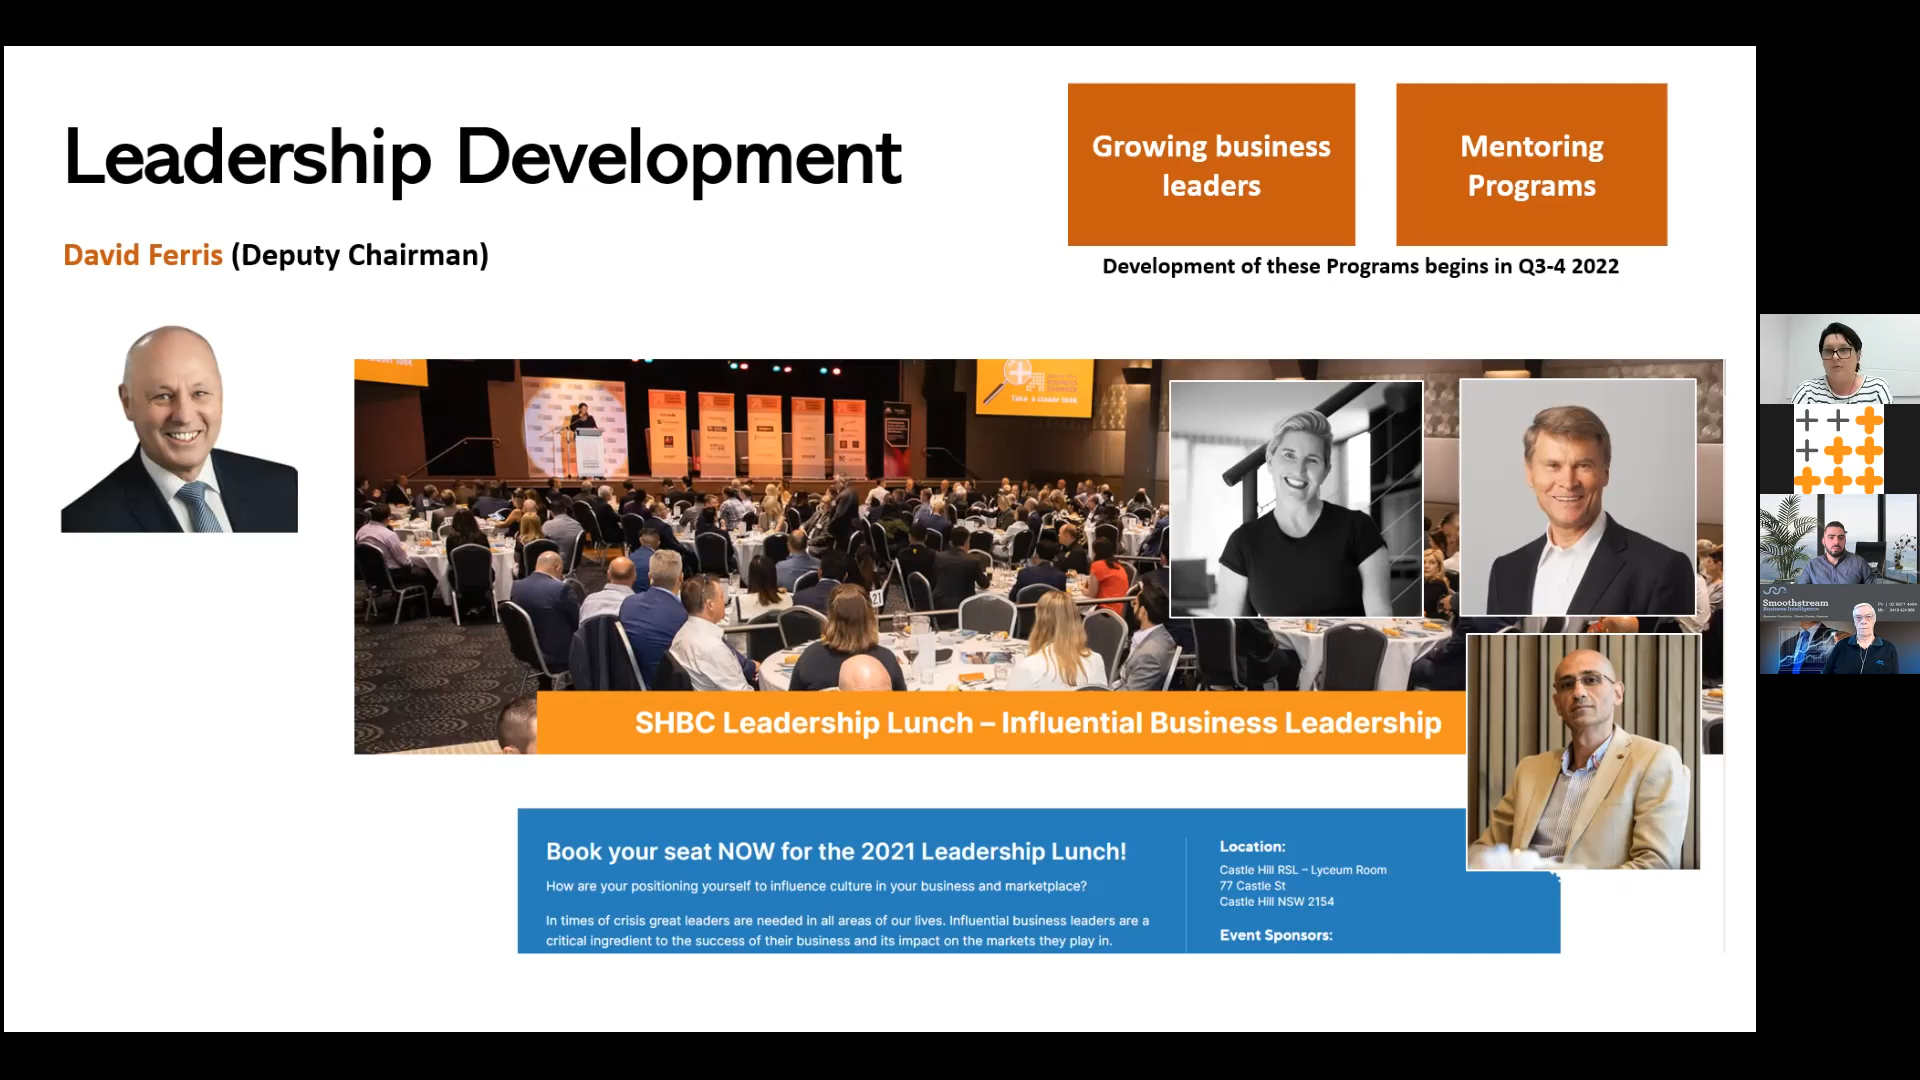 Leadership Development
David Ferris (Deputy Chairman)
Growing business
leaders
Mentoring
Programs
Development of these Programs begins in Q3-4 2022
Take a closer look
21
SHBC Leadership Lunch – Influential Business Leadership
Book your seat NOW for the 2021 Leadership Lunch!
How are your positioning yourself to influence culture in your business and marketplace?
In times of crisis great leaders are needed in all areas of our lives. Influential business leaders are a
critical ingredient to the success of their business and its impact on the markets they play in.
Location:
Castle Hill RSL – Lyceum Room
77 Castle St
Castle Hill NSW 2154
Event Sponsors:
Smoothstream
Business Intelligence